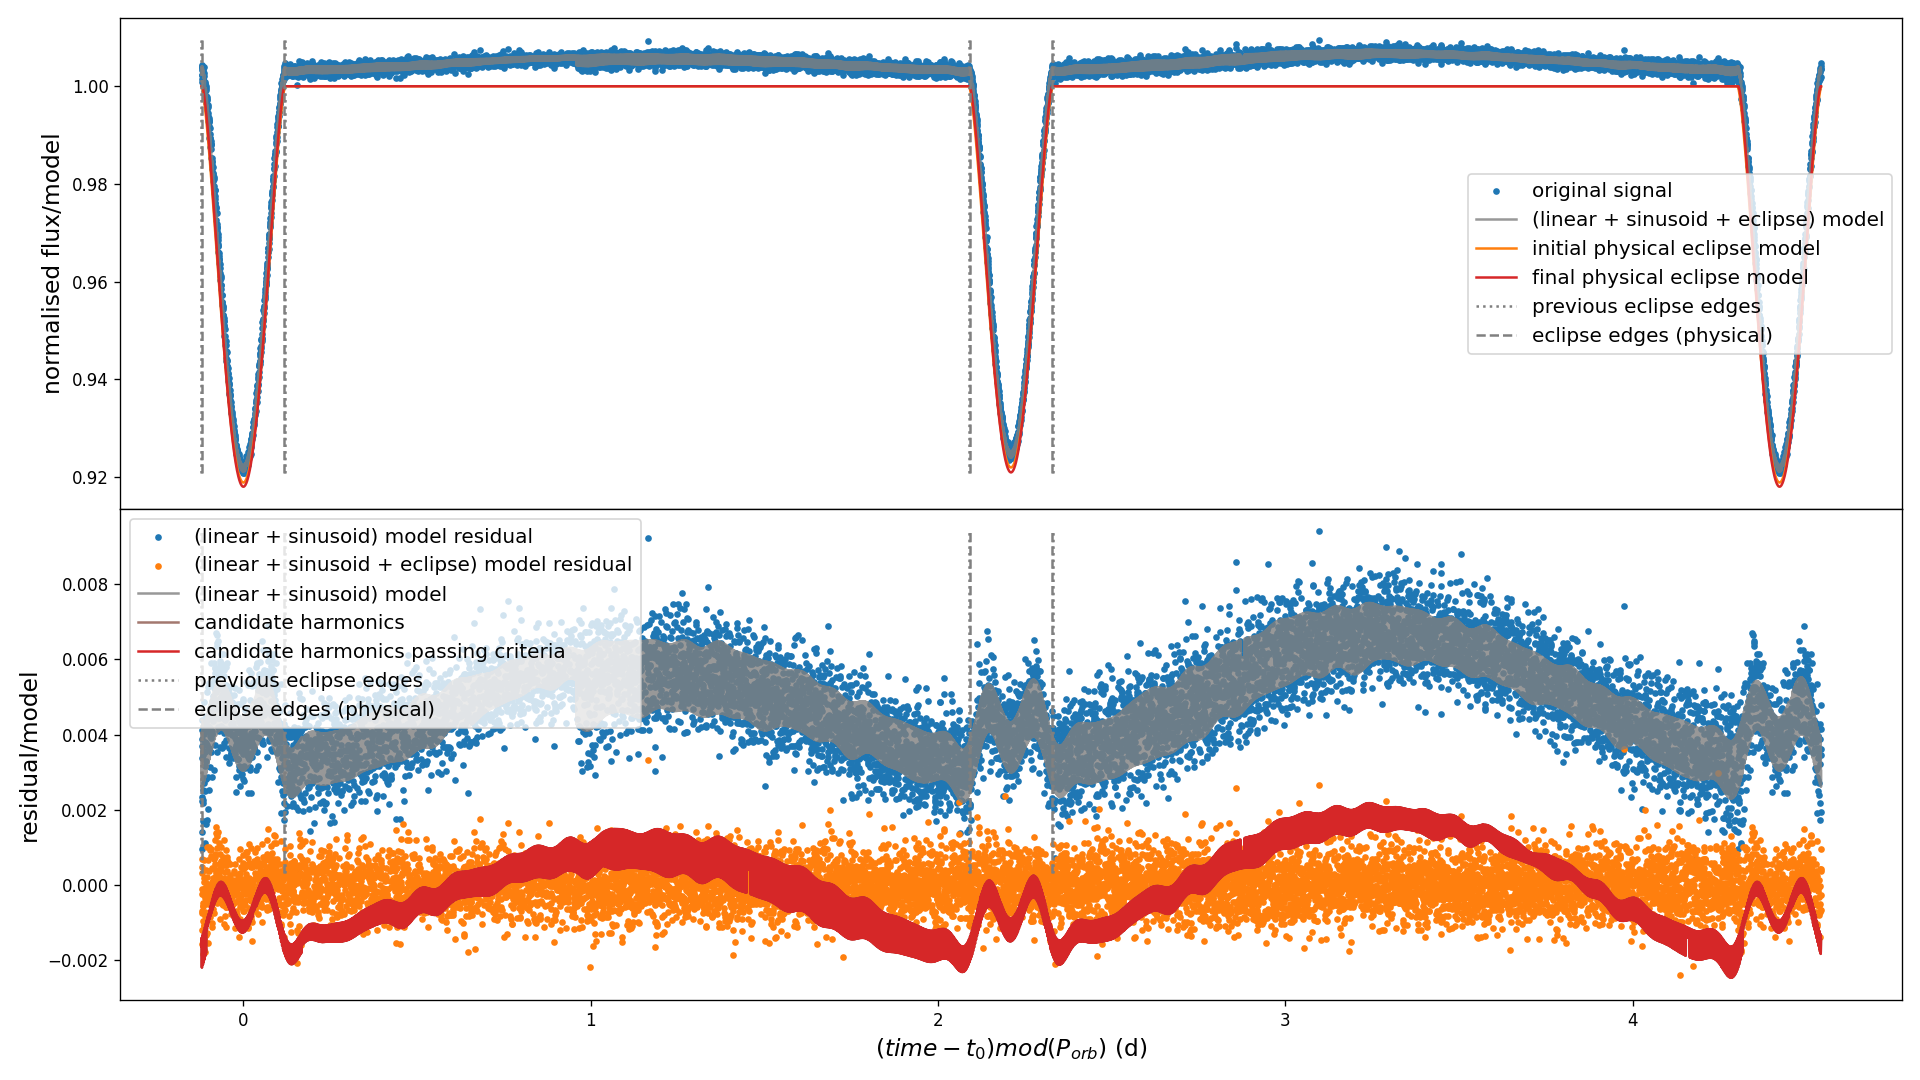 normalised flux/model
1.00
0.98
0.96
0.94
0.92
original signal
(linear + sinusoid + eclipse) model
initial physical eclipse model
final physical eclipse model
previous eclipse edges
eclipse edges (physical)
residual/model
0.008
0.006
0.004
0.002
0.000
−0.002
(linear + sinusoid) model residual
(linear + sinusoid + eclipse) model residual
(linear + sinusoid) model
candidate harmonics
candidate harmonics passing criteria
previous eclipse edges
eclipse edges (physical)
0 1 2 3 4
(time − t0)mod(Porb) (d)